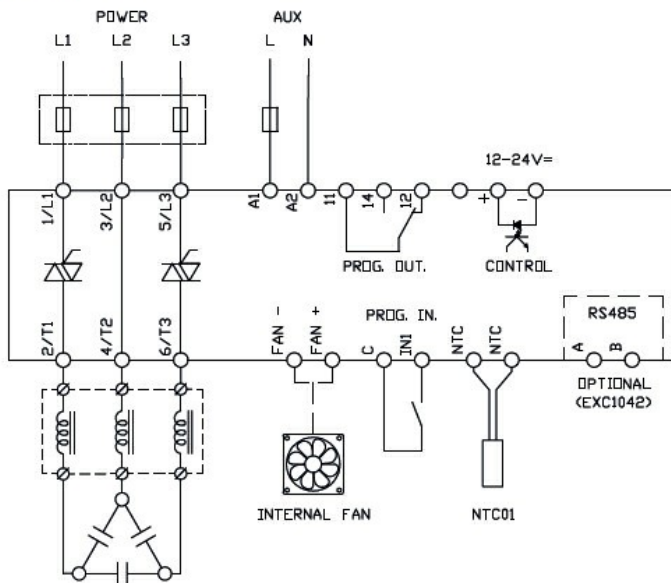 POWER
AUX
L1
L2
L3
L
N
12-24V=
1/L1
3/L2
5/L3
A1
A2
11
14
12
+
-
PROG. OUT.
CONTROL
2/T1
4/T2
6/T3
FAN -
FAN +
PROG. IN.
C
IN1
NTC
NTC
RS485
A
B
OPTIONAL
(EXC1042)
INTERNAL FAN
NTC01